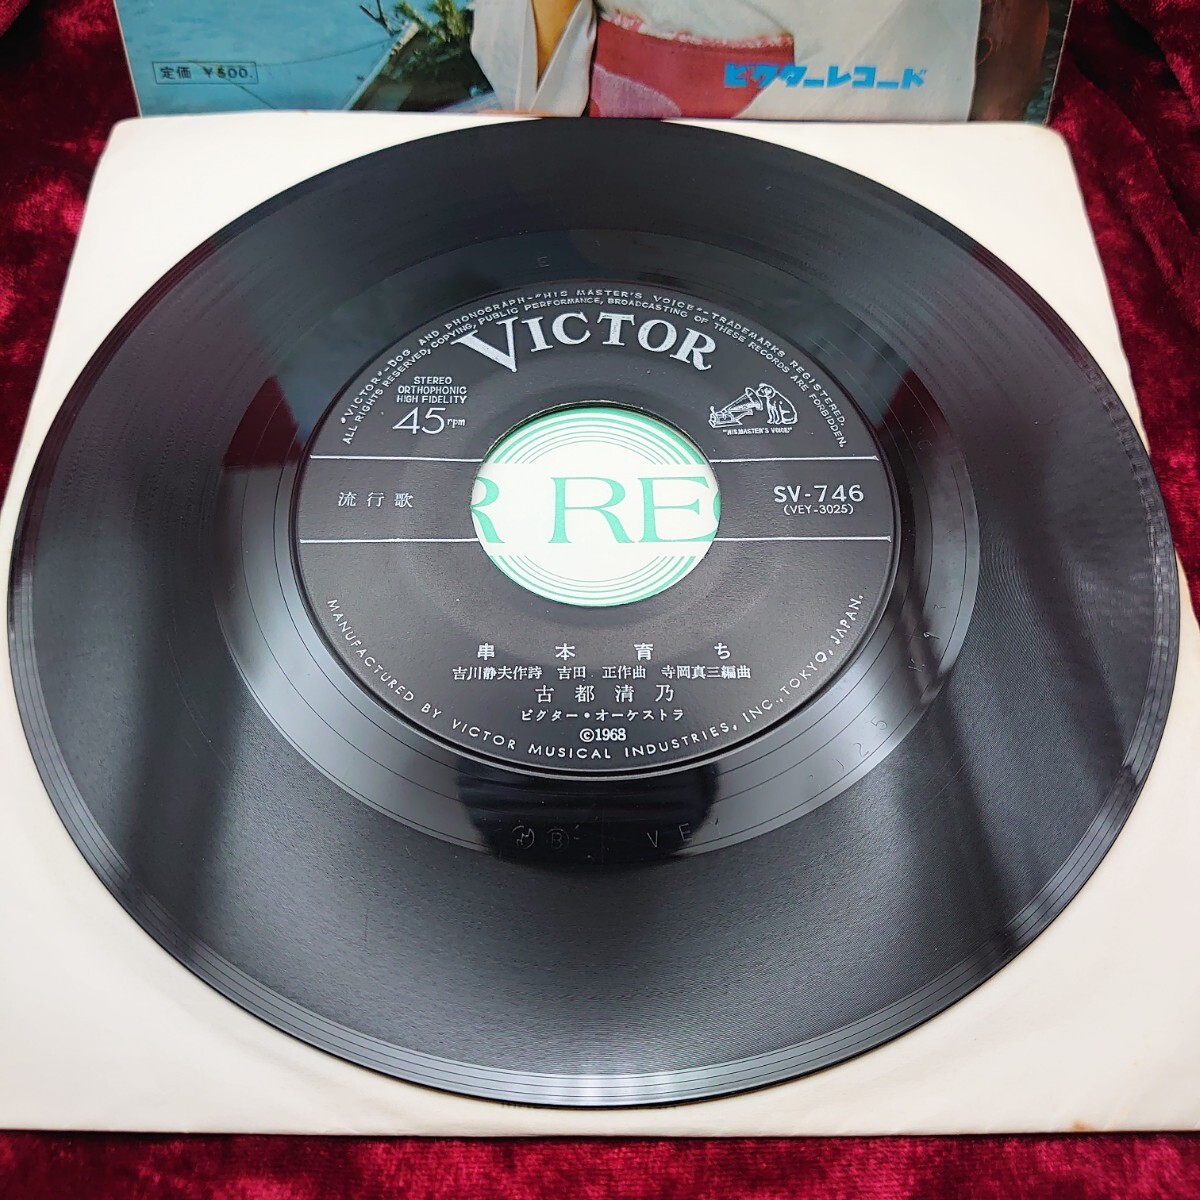 定価 ¥500.
ビクターレコード
E
"VICTOR"-DOG AND PHONOGRAPH-"HIS MASTER'S VOICE"-TRADEMARKS REGISTERED.
ALL RIGHTS RESERVED, COPYING, PUBLIC PERFORMANCE, BROADCASTING OF THESE RECORDS ARE FORBIDDEN.
VICTOR
STEREO
ORTHOPHONIC
HIGH FIDELITY
45rpm
"HIS MASTER'S VOICE"
流行歌
R REC
SV-746
(VEY-3025)
串本育ち
吉川静夫作詩 吉田 正作曲 寺岡真三編曲
古都清乃
ビクター・オーケストラ
©1968
MANUFACTURED BY VICTOR MUSICAL INDUSTRIES, INC., TOKYO, JAPAN.
VEY